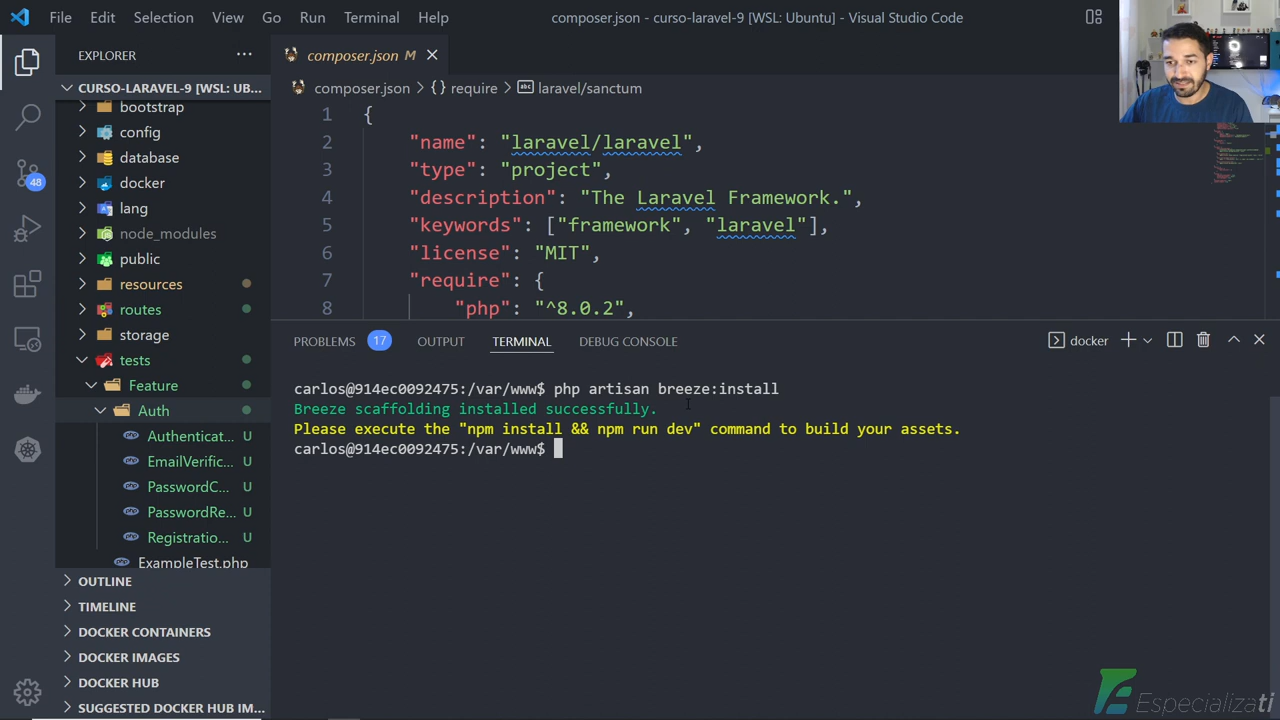 File Edit Selection View Go Run Terminal Help
composer.json - curso-laravel-9 [WSL: Ubuntu] - Visual Studio Code
EXPLORER
CURSO-LARAVEL-9 [WSL: UB...
bootstrap
config
database
docker
lang
node_modules
public
resources
routes
storage
tests
Feature
Auth
Authenticat... U
EmailVerific... U
PasswordC... U
PasswordRe... U
Registratio... U
ExampleTest.php
OUTLINE
TIMELINE
DOCKER CONTAINERS
DOCKER IMAGES
DOCKER HUB
SUGGESTED DOCKER HUB IM...
48
composer.json M
composer.json > {} require > abc laravel/sanctum
1 {
2 "name": "laravel/laravel",
3 "type": "project",
4 "description": "The Laravel Framework.",
5 "keywords": ["framework", "laravel"],
6 "license": "MIT",
7 "require": {
8 "php": "^8.0.2",
PROBLEMS 17 OUTPUT TERMINAL DEBUG CONSOLE
docker
carlos@914ec0092475:/var/www$ php artisan breeze:install
Breeze scaffolding installed successfully.
Please execute the "npm install && npm run dev" command to build your assets.
carlos@914ec0092475:/var/www$
Especializati